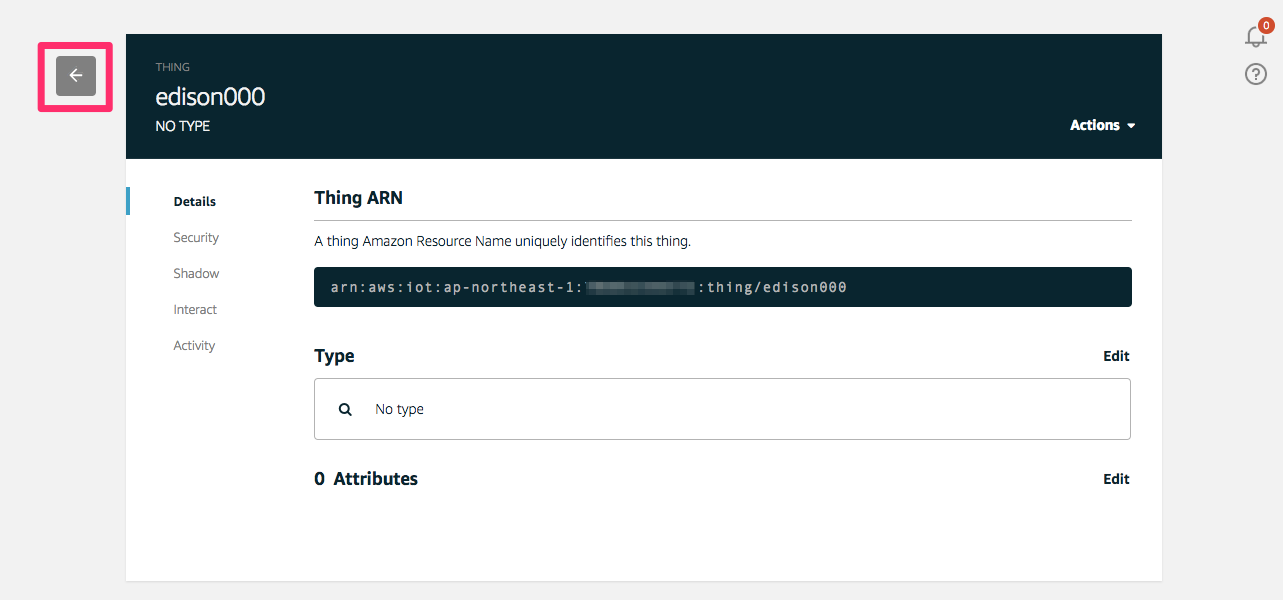 0
THING
edison000
NO TYPE
Actions
Details
Security
Shadow
Interact
Activity
Thing ARN
A thing Amazon Resource Name uniquely identifies this thing.
arn:aws:iot:ap-northeast-1: :thing/edison000
Type
Edit
No type
0 Attributes
Edit